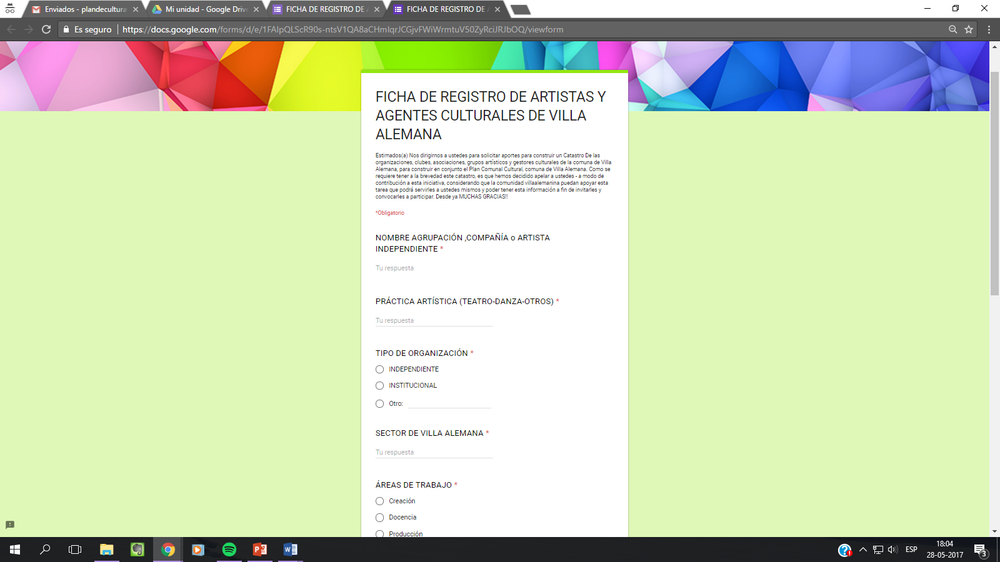 Enviados - plandecultura
Mi unidad - Google Drive
FICHA DE REGISTRO DE A
FICHA DE REGISTRO DE A
Es seguro
https://docs.google.com/forms/d/e/1FAIpQLScR90s-ntsV1QA8aCHmIqrJCGjvFWiWrmtuV50ZyRciJRJbOQ/viewform
FICHA DE REGISTRO DE ARTISTAS Y
AGENTES CULTURALES DE VILLA
ALEMANA
Estimados(a) Nos dirigirnos a ustedes para solicitar aportes para construir un Catastro De las
organizaciones, clubes, asociaciones, grupos artísticos y gestores culturales de la comuna de Villa
Alemana, para construir en conjunto el Plan Comunal Cultural, comuna de Villa Alemana. Como se
requiere tener a la brevedad este catastro, es que hemos decidido apelar a ustedes - a modo de
contribución a esta iniciativa, considerando que la comunidad villaalemanina puedan apoyar esta
tarea que podrá servirles a ustedes mismos y poder tener esta información a fin de invitarles y
convocarles a participar. Desde ya MUCHAS GRACIAS!!
*Obligatorio
NOMBRE AGRUPACIÓN ,COMPAÑÍA o ARTISTA
INDEPENDIENTE *
Tu respuesta
PRÁCTICA ARTÍSTICA (TEATRO-DANZA-OTROS) *
Tu respuesta
TIPO DE ORGANIZACIÓN *
INDEPENDIENTE
INSTITUCIONAL
Otro:
SECTOR DE VILLA ALEMANA *
Tu respuesta
ÁREAS DE TRABAJO *
Creación
Docencia
Producción
ESP
18:04
28-05-2017
3